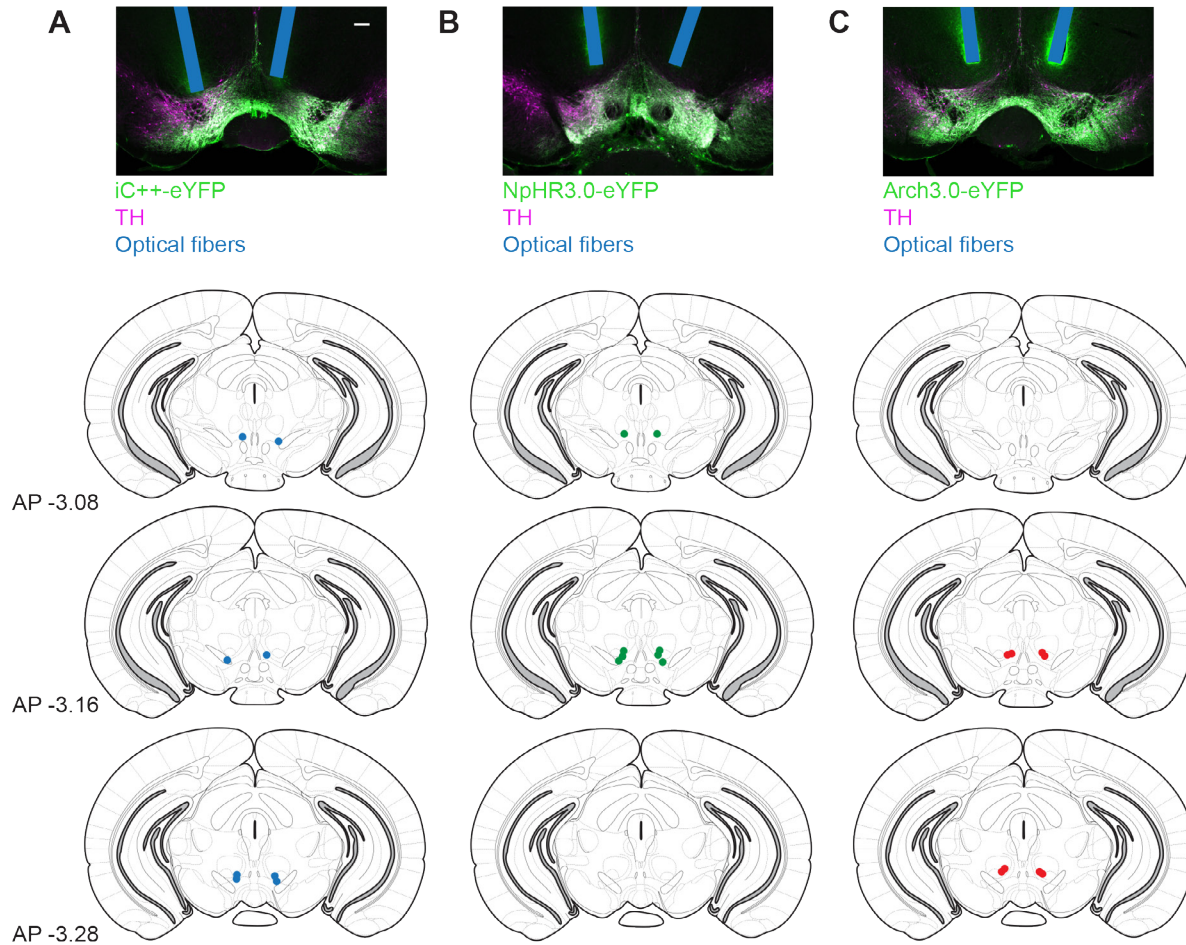 A
B
C
iC++-eYFP
TH
Optical fibers
NpHR3.0-eYFP
TH
Optical fibers
Arch3.0-eYFP
TH
Optical fibers
AP -3.08
AP -3.16
AP -3.28